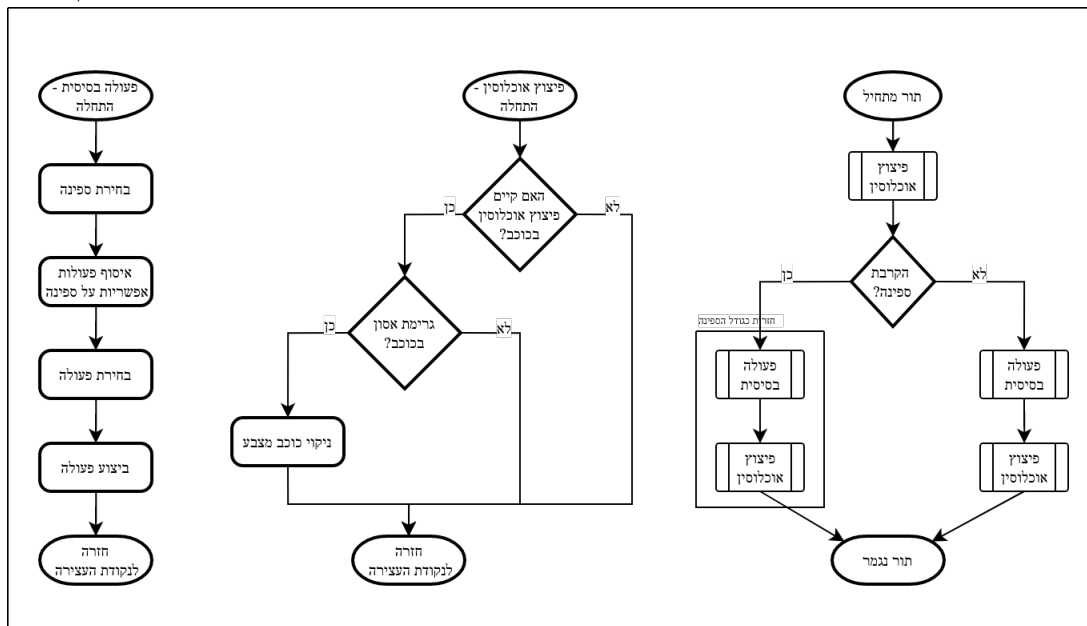 תור מתחיל
פיצוץ
אוכלוסין
הקרבת
ספינה?
כן
לא
חזרות כגודל הספינה
פעולה
בסיסית
פיצוץ
אוכלוסין
פעולה
בסיסית
פיצוץ
אוכלוסין
תור נגמר
פיצוץ אוכלוסין -
התחלה
האם קיים
פיצוץ אוכלוסין
בכוכב?
לא
כן
גרימת אסון
בכוכב?
לא
כן
ניקוי כוכב מצבע
חזרה
לנקודת העצירה
פעולה בסיסית -
התחלה
בחירת ספינה
איסוף פעולות
אפשריות על ספינה
בחירת פעולה
ביצוע פעולה
חזרה
לנקודת העצירה